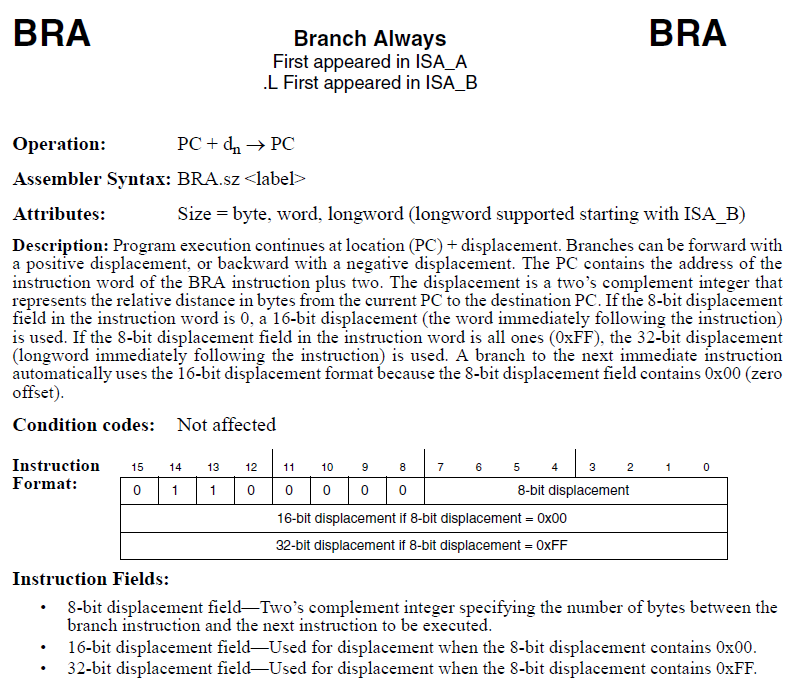 BRA Branch Always BRA
First appeared in ISA_A
.L First appeared in ISA_B
Operation: PC + dn → PC
Assembler Syntax: BRA.sz <label>
Attributes: Size = byte, word, longword (longword supported starting with ISA_B)
Description: Program execution continues at location (PC) + displacement. Branches can be forward with
a positive displacement, or backward with a negative displacement. The PC contains the address of the
instruction word of the BRA instruction plus two. The displacement is a two’s complement integer that
represents the relative distance in bytes from the current PC to the destination PC. If the 8-bit displacement
field in the instruction word is 0, a 16-bit displacement (the word immediately following the instruction)
is used. If the 8-bit displacement field in the instruction word is all ones (0xFF), the 32-bit displacement
(longword immediately following the instruction) is used. A branch to the next immediate instruction
automatically uses the 16-bit displacement format because the 8-bit displacement field contains 0x00 (zero
offset).
Condition codes: Not affected
Instruction Format:
15 14 13 12 11 10 9 8 7 6 5 4 3 2 1 0
0 1 1 0 0 0 0 0 8-bit displacement
16-bit displacement if 8-bit displacement = 0x00
32-bit displacement if 8-bit displacement = 0xFF
Instruction Fields:
• 8-bit displacement field—Two’s complement integer specifying the number of bytes between the
branch instruction and the next instruction to be executed.
• 16-bit displacement field—Used for displacement when the 8-bit displacement contains 0x00.
• 32-bit displacement field—Used for displacement when the 8-bit displacement contains 0xFF.